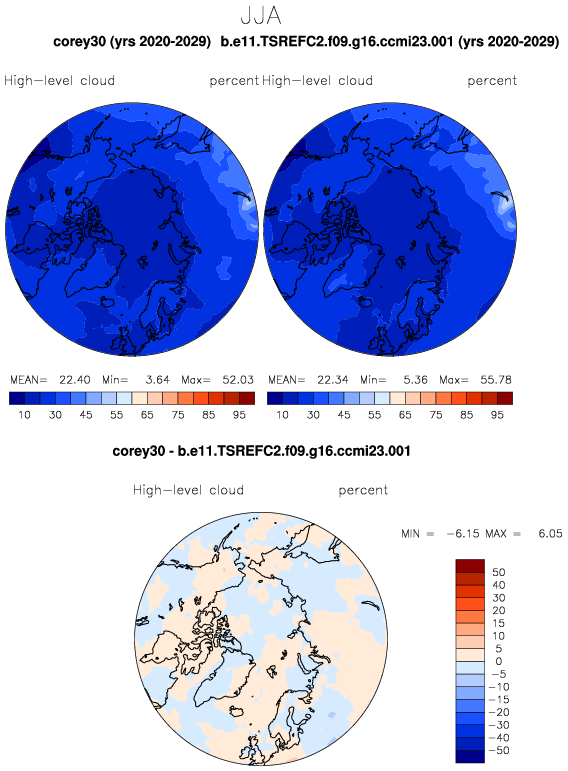 JJA
corey30 (yrs 2020-2029) b.e11.TSREFC2.f09.g16.ccmi23.001 (yrs 2020-2029)
High-level cloud percent High-level cloud percent
MEAN= 22.40 Min= 3.64 Max= 52.03 MEAN= 22.34 Min= 5.36 Max= 55.78
10 30 45 55 65 75 85 95 10 30 45 55 65 75 85 95
corey30 - b.e11.TSREFC2.f09.g16.ccmi23.001
High-level cloud percent
MIN = -6.15 MAX = 6.05
50
40
30
20
15
10
5
0
-5
-10
-15
-20
-30
-40
-50